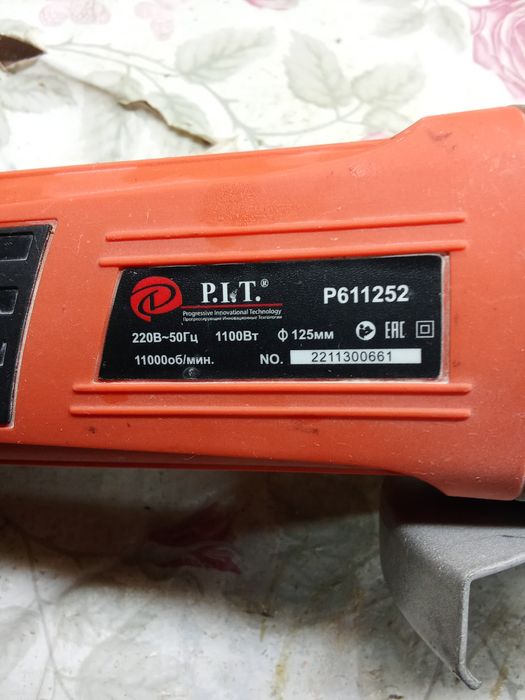 P.I.T.® P611252
Progressive Innovational Technology
Прогрессирующие Инновационные Технологии
220В~50Гц 1100Вт ϕ 125мм EAC
11000об/мин. NO. 2211300661